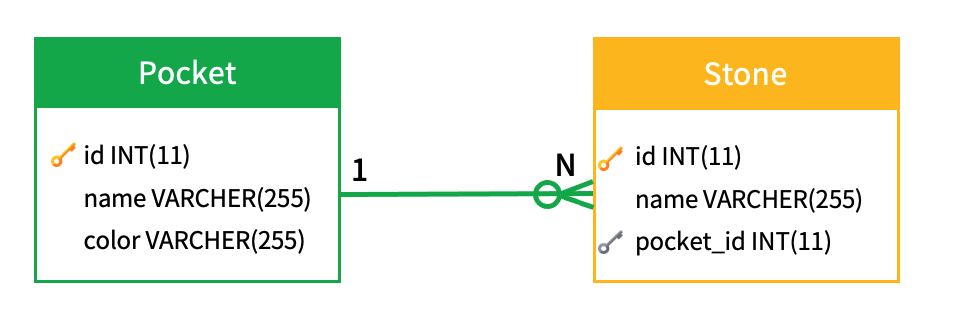 Pocket
id INT(11)
name VARCHER(255)
color VARCHER(255)
1
N
Stone
id INT(11)
name VARCHER(255)
pocket_id INT(11)